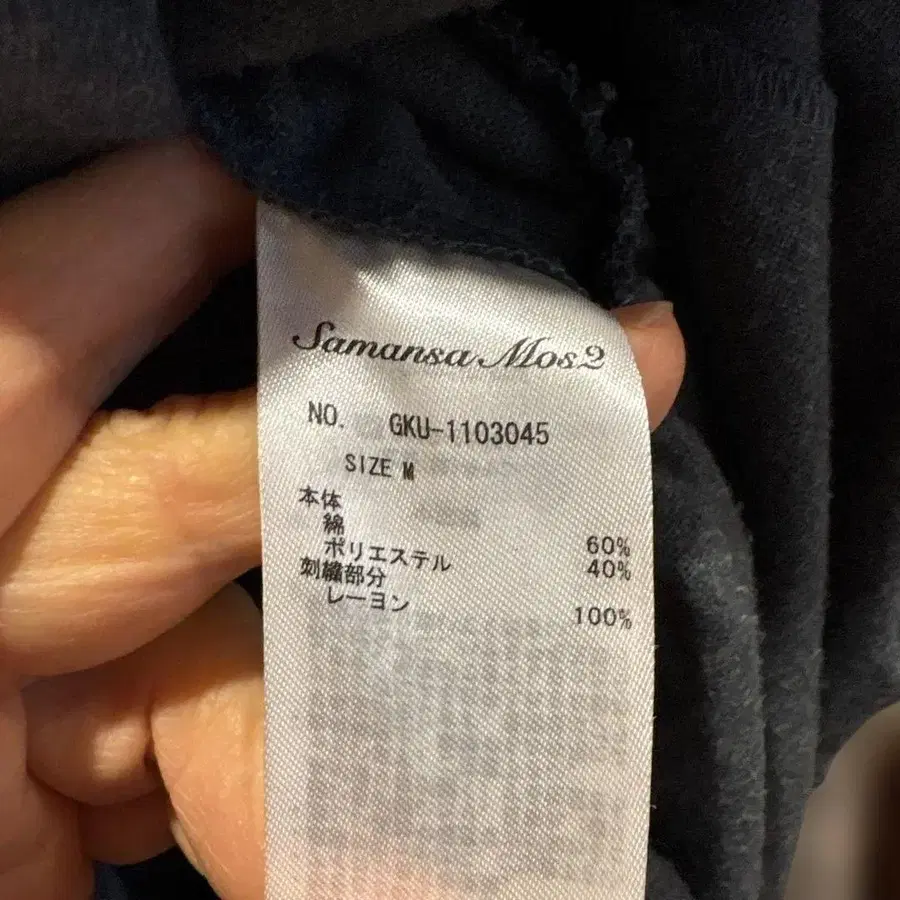 Samansa Mos2
NO. GKU-1103045
SIZE M
本体
綿 60%
ポリエステル 40%
刺繍部分
レーヨン 100%